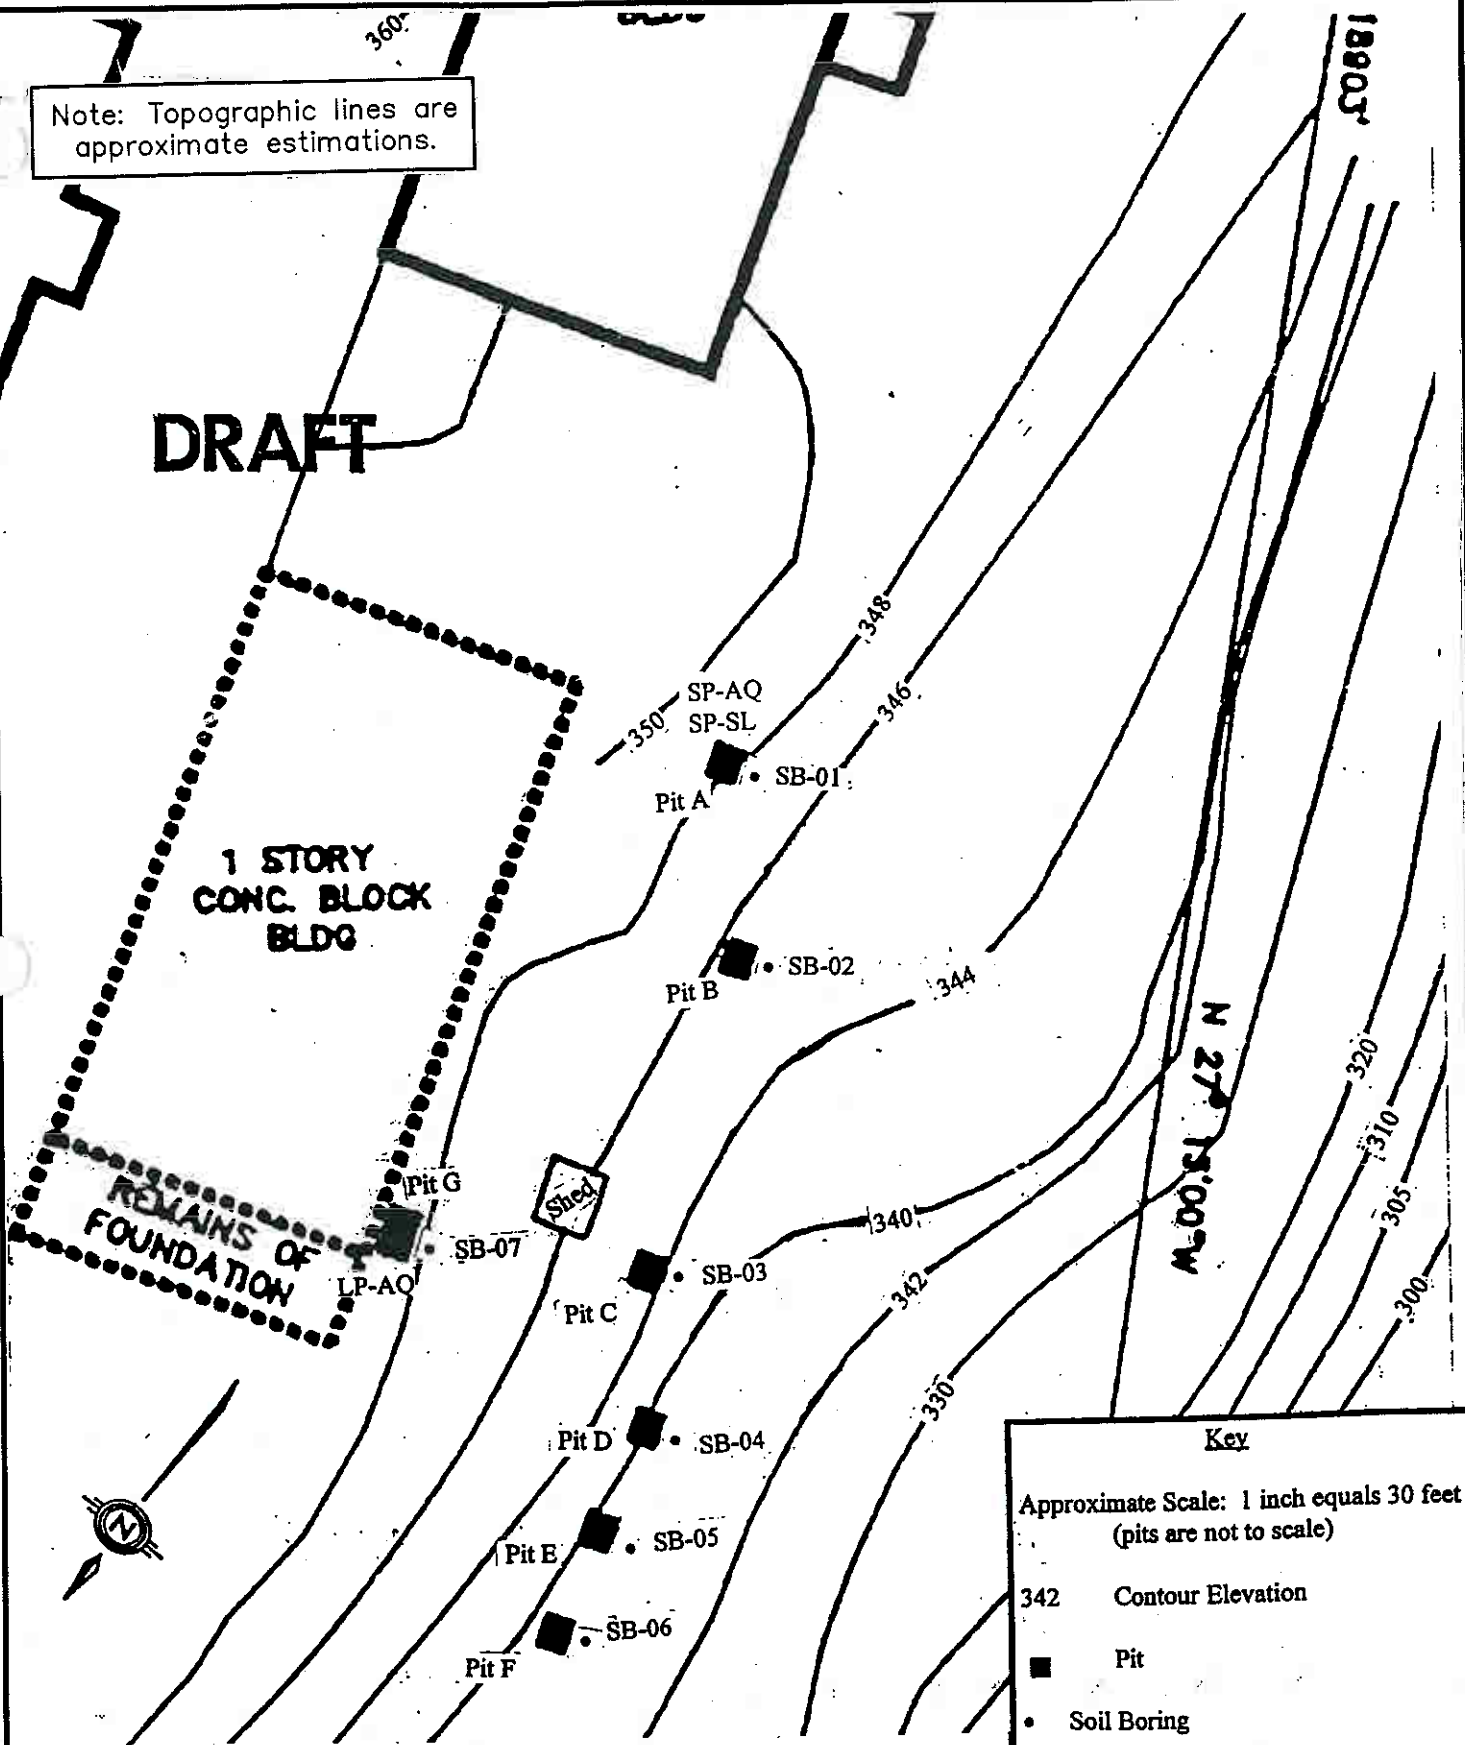 360
Note: Topographic lines are
approximate estimations.
DRAFT
348
346
SP-AQ
SP-SL
350
SB-01
Pit A
1 STORY
CONC. BLOCK
BLDG
SB-02
Pit B
344
N 27° 13'00" W
320
310
305
300
Pit G
Shed
REMAINS OF
FOUNDATION
SB-07
LP-AQ
340
SB-03
Pit C
342
330
Pit D
SB-04
Pit E
SB-05
SB-06
Pit F
N
Key
Approximate Scale: 1 inch equals 30 feet
(pits are not to scale)
342 Contour Elevation
Pit
Soil Boring